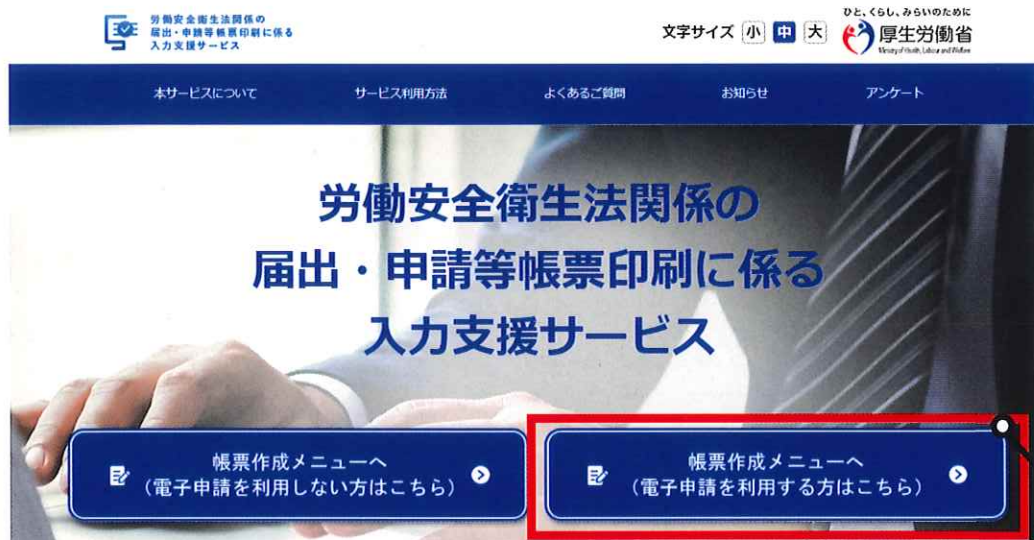 労働安全衛生法関係の
届出・申請等帳票印刷に係る
入力支援サービス
文字サイズ 小 中 大
ひと、くらし、みらいのために
厚生労働省
Ministry of Health, Labour and Welfare
本サービスについて サービス利用方法 よくあるご質問 お知らせ アンケート
労働安全衛生法関係の
届出・申請等帳票印刷に係る
入力支援サービス
帳票作成メニューへ
（電子申請を利用しない方はこちら）
帳票作成メニューへ
（電子申請を利用する方はこちら）